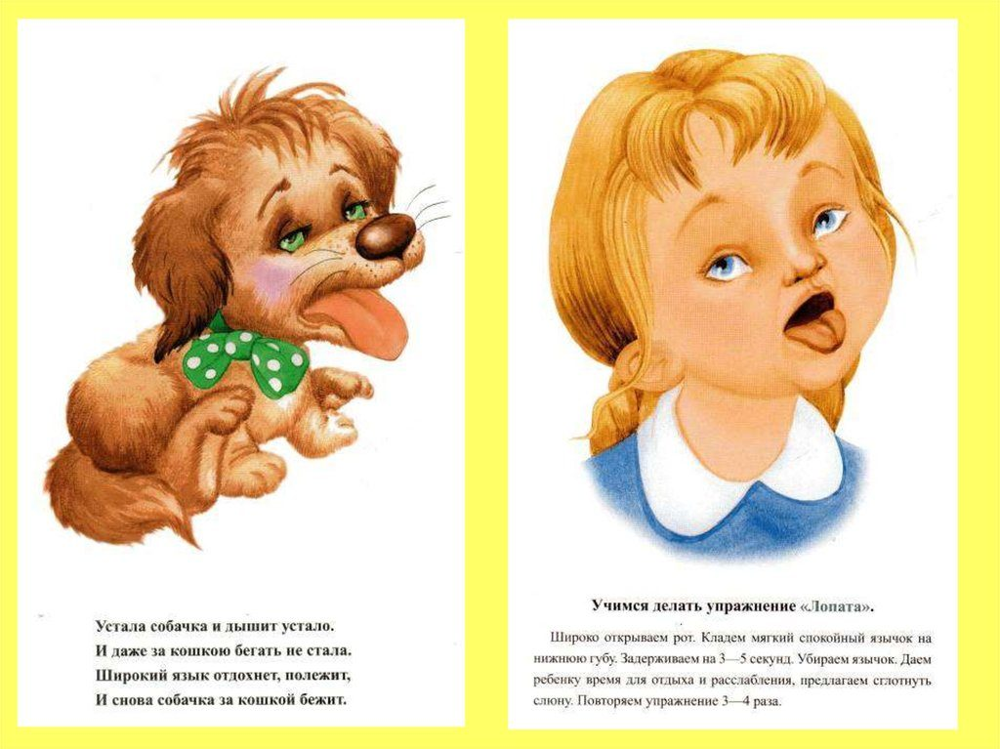 Устала собачка и дышит устало.
И даже за кошкою бегать не стала.
Широкий язык отдохнет, полежит,
И снова собачка за кошкой бежит.
Учимся делать упражнение «Лопата».
Широко открываем рот. Кладем мягкий спокойный язычок на
нижнюю губу. Задерживаем на 3—5 секунд. Убираем язычок. Даем
ребенку время для отдыха и расслабления, предлагаем сглотнуть
слюну. Повторяем упражнение 3—4 раза.